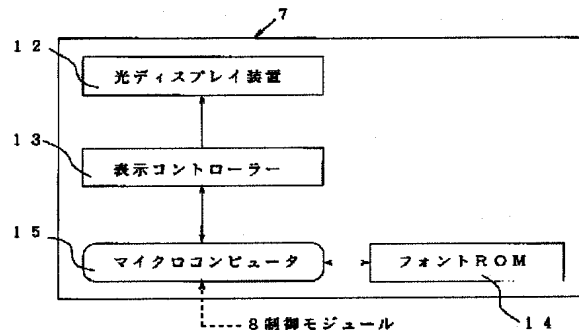 7
12
光ディスプレイ装置
13
表示コントローラー
15
マイクロコンピュータ
フォントROM
8制御モジュール
14